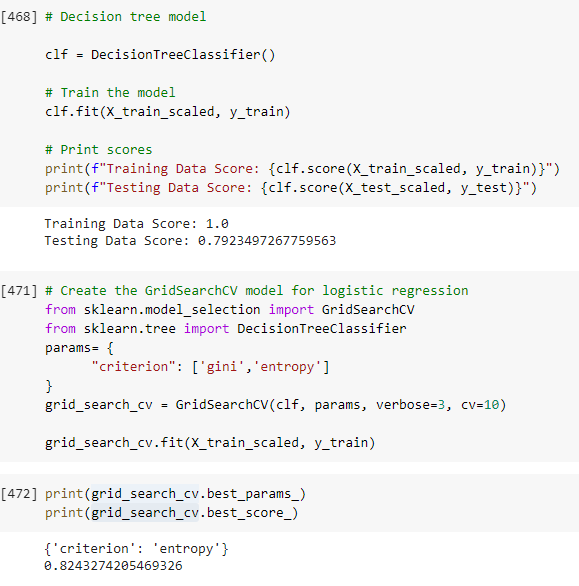 [468] # Decision tree model
clf = DecisionTreeClassifier()
# Train the model
clf.fit(X_train_scaled, y_train)
# Print scores
print(f"Training Data Score: {clf.score(X_train_scaled, y_train)}")
print(f"Testing Data Score: {clf.score(X_test_scaled, y_test)}")
Training Data Score: 1.0
Testing Data Score: 0.7923497267759563
[471] # Create the GridSearchCV model for logistic regression
from sklearn.model_selection import GridSearchCV
from sklearn.tree import DecisionTreeClassifier
params= {
"criterion": ['gini','entropy']
}
grid_search_cv = GridSearchCV(clf, params, verbose=3, cv=10)
grid_search_cv.fit(X_train_scaled, y_train)
[472] print(grid_search_cv.best_params_)
print(grid_search_cv.best_score_)
{'criterion': 'entropy'}
0.8243274205469326